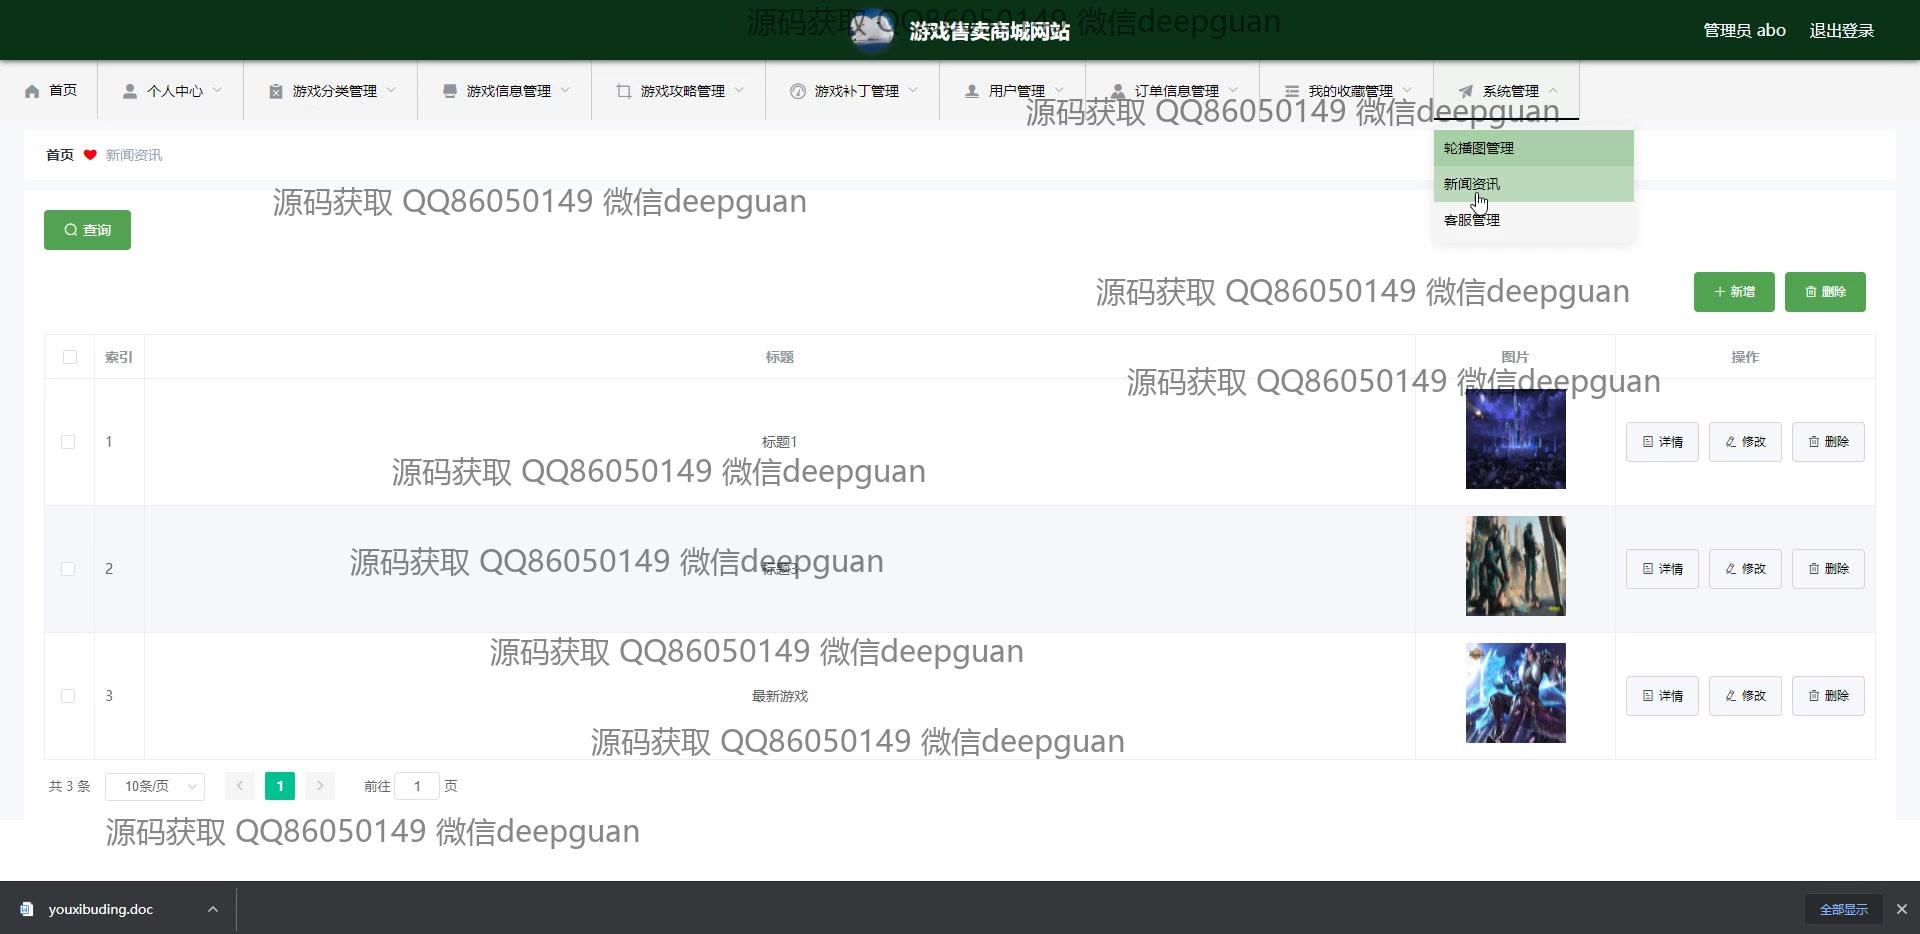 源码获取 QQ86050149 微信deepguan
游戏售卖商城网站
管理员 abo 退出登录
首页 个人中心 游戏分类管理 游戏信息管理 游戏攻略管理 游戏补丁管理 用户管理 订单信息管理 我的收藏管理 系统管理
源码获取 QQ86050149 微信deepguan
轮播图管理
首页 新闻资讯
新闻资讯
源码获取 QQ86050149 微信deepguan
客服管理
查询
源码获取 QQ86050149 微信deepguan
新增 删除
索引 标题 图片 操作
源码获取 QQ86050149 微信deepguan
1 标题1 详情 修改 删除
源码获取 QQ86050149 微信deepguan
源码获取 QQ86050149 微信deepguan
2 标题3 详情 修改 删除
源码获取 QQ86050149 微信deepguan
3 最新游戏 详情 修改 删除
源码获取 QQ86050149 微信deepguan
共 3 条 10条/页 1 前往 1 页
源码获取 QQ86050149 微信deepguan
youxibuding.doc 全部显示